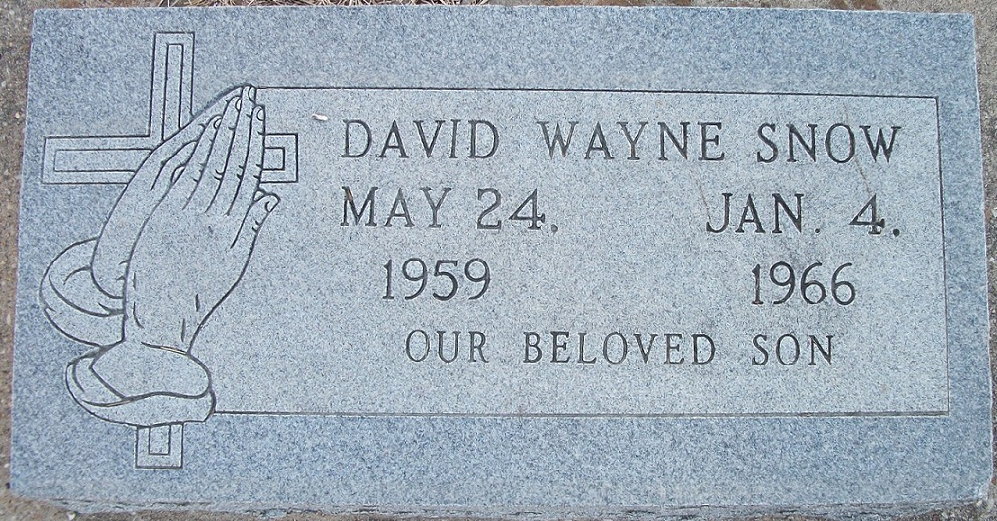 DAVID WAYNE SNOW
MAY 24, JAN. 4,
1959 1966
OUR BELOVED SON